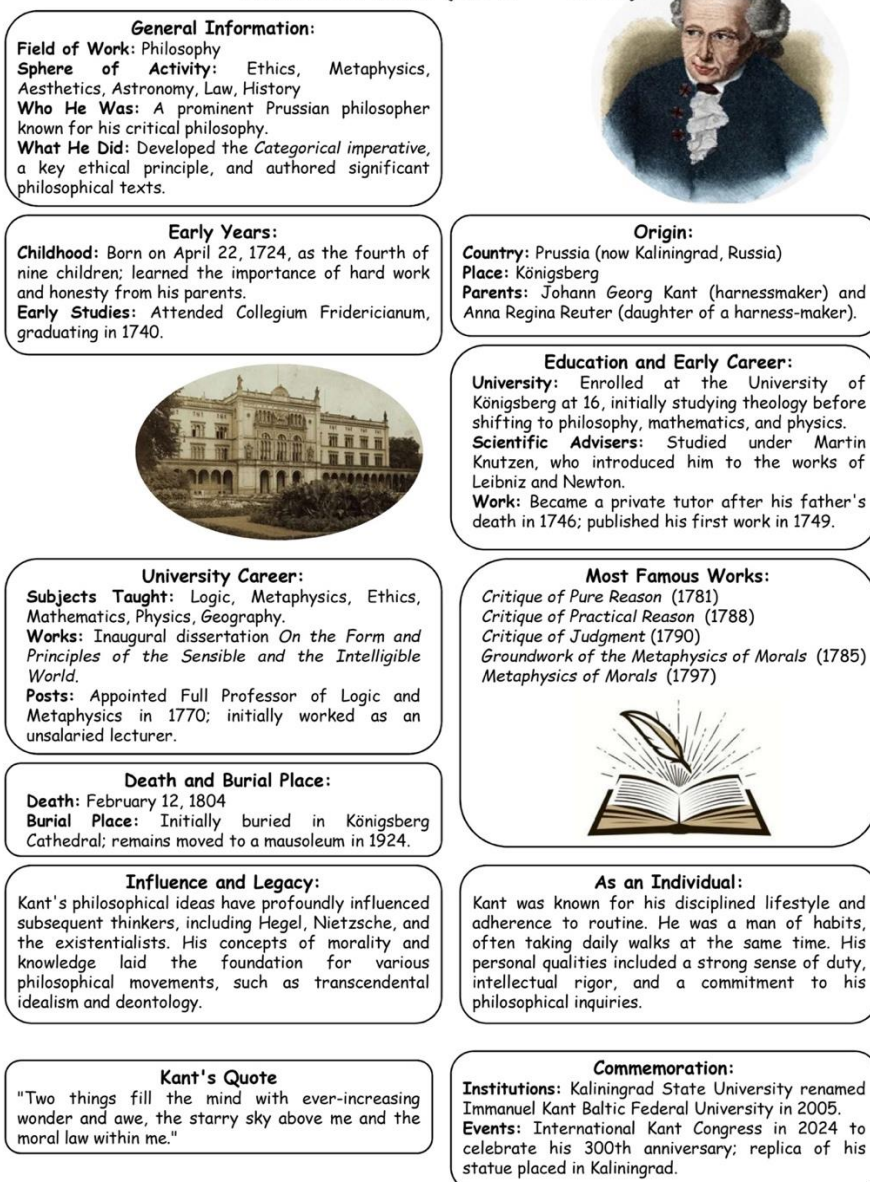 General Information:
Field of Work: Philosophy
Sphere of Activity: Ethics, Metaphysics,
Aesthetics, Astronomy, Law, History
Who He Was: A prominent Prussian philosopher
known for his critical philosophy.
What He Did: Developed the Categorical imperative,
a key ethical principle, and authored significant
philosophical texts.
Early Years:
Childhood: Born on April 22, 1724, as the fourth of
nine children; learned the importance of hard work
and honesty from his parents.
Early Studies: Attended Collegium Fridericianum,
graduating in 1740.
Origin:
Country: Prussia (now Kaliningrad, Russia)
Place: Königsberg
Parents: Johann Georg Kant (harnessmaker) and
Anna Regina Reuter (daughter of a harness-maker).
Education and Early Career:
University: Enrolled at the University of
Königsberg at 16, initially studying theology before
shifting to philosophy, mathematics, and physics.
Scientific Advisers: Studied under Martin
Knutzen, who introduced him to the works of
Leibniz and Newton.
Work: Became a private tutor after his father's
death in 1746; published his first work in 1749.
University Career:
Subjects Taught: Logic, Metaphysics, Ethics,
Mathematics, Physics, Geography.
Works: Inaugural dissertation On the Form and
Principles of the Sensible and the Intelligible
World.
Posts: Appointed Full Professor of Logic and
Metaphysics in 1770; initially worked as an
unsalaried lecturer.
Most Famous Works:
Critique of Pure Reason (1781)
Critique of Practical Reason (1788)
Critique of Judgment (1790)
Groundwork of the Metaphysics of Morals (1785)
Metaphysics of Morals (1797)
Death and Burial Place:
Death: February 12, 1804
Burial Place: Initially buried in Königsberg
Cathedral; remains moved to a mausoleum in 1924.
Influence and Legacy:
Kant's philosophical ideas have profoundly influenced
subsequent thinkers, including Hegel, Nietzsche, and
the existentialists. His concepts of morality and
knowledge laid the foundation for various
philosophical movements, such as transcendental
idealism and deontology.
As an Individual:
Kant was known for his disciplined lifestyle and
adherence to routine. He was a man of habits,
often taking daily walks at the same time. His
personal qualities included a strong sense of duty,
intellectual rigor, and a commitment to his
philosophical inquiries.
Kant's Quote
"Two things fill the mind with ever-increasing
wonder and awe, the starry sky above me and the
moral law within me."
Commemoration:
Institutions: Kaliningrad State University renamed
Immanuel Kant Baltic Federal University in 2005.
Events: International Kant Congress in 2024 to
celebrate his 300th anniversary; replica of his
statue placed in Kaliningrad.